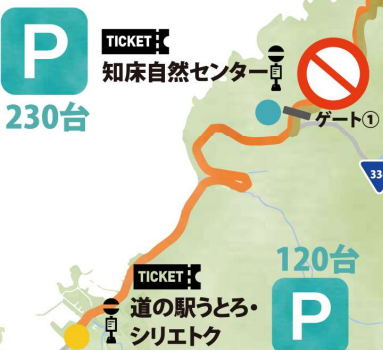 P
230台
TICKET
知床自然センター
ゲート①
33
120台
P
TICKET
道の駅うとろ・
シリエトク